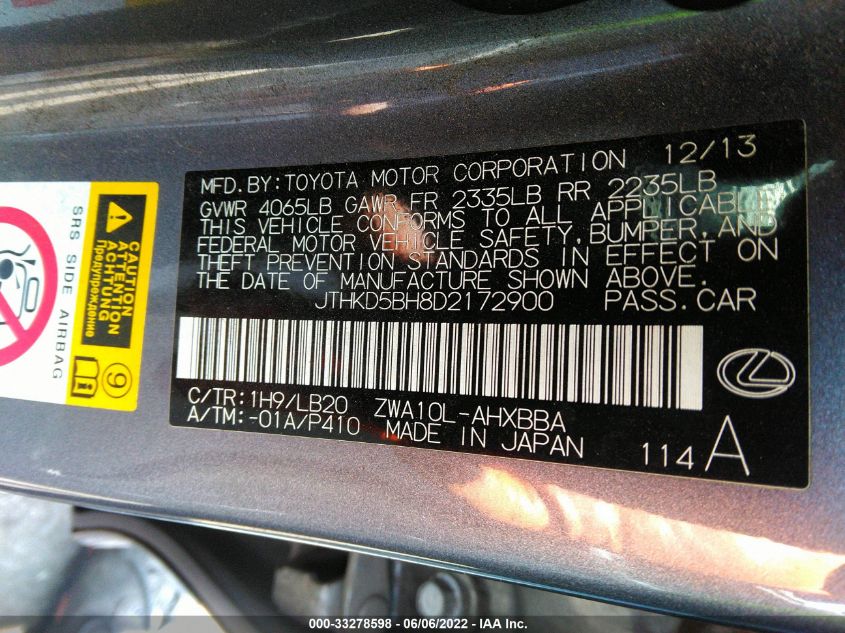 MFD. BY: TOYOTA MOTOR CORPORATION 12/13
GVWR 4065LB GAWR FR 2335LB RR 2235LB
THIS VEHICLE CONFORMS TO ALL APPLICABLE
FEDERAL MOTOR VEHICLE SAFETY, BUMPER, AND
THEFT PREVENTION STANDARDS IN EFFECT ON
THE DATE OF MANUFACTURE SHOWN ABOVE.
JTHKD5BH8D2172900 PASS. CAR
C/TR: 1H9/LB20 ZWA10L-AHXBBA
A/TM: -01A/P410 MADE IN JAPAN
114 A
SRS SIDE AIRBAG
CAUTION
ATTENTION
Предупреждение
9
000-33278598 - 06/06/2022 - IAA Inc.